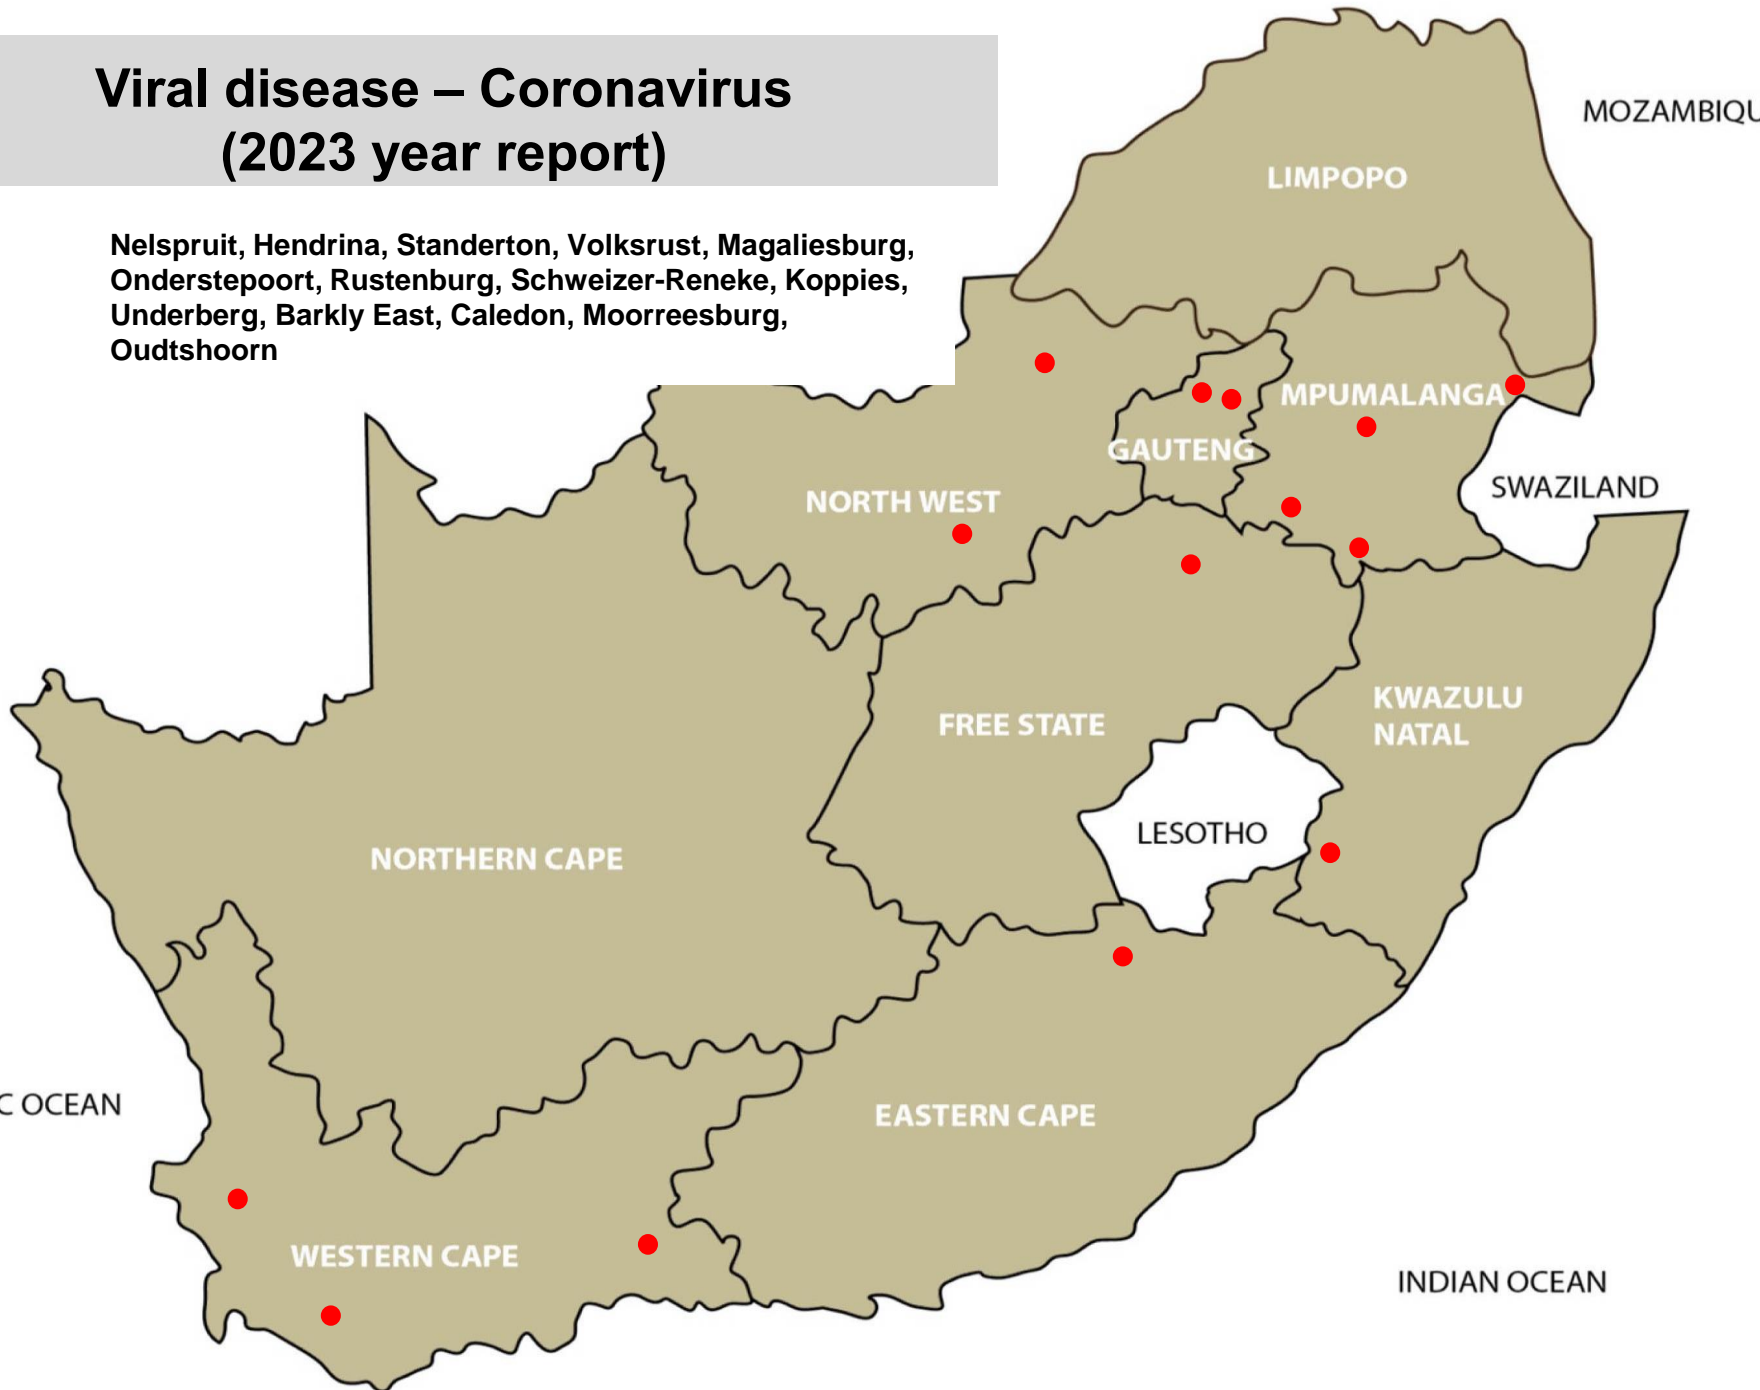 Viral disease – Coronavirus
(2023 year report)
Nelspruit, Hendrina, Standerton, Volksrust, Magaliesburg,
Onderstepoort, Rustenburg, Schweizer-Reneke, Koppies,
Underberg, Barkly East, Caledon, Moorreesburg,
Oudtshoorn
MOZAMBIQU
LIMPOPO
MPUMALANGA
GAUTENG
NORTH WEST
SWAZILAND
KWAZULU
NATAL
FREE STATE
LESOTHO
NORTHERN CAPE
C OCEAN
EASTERN CAPE
WESTERN CAPE
INDIAN OCEAN